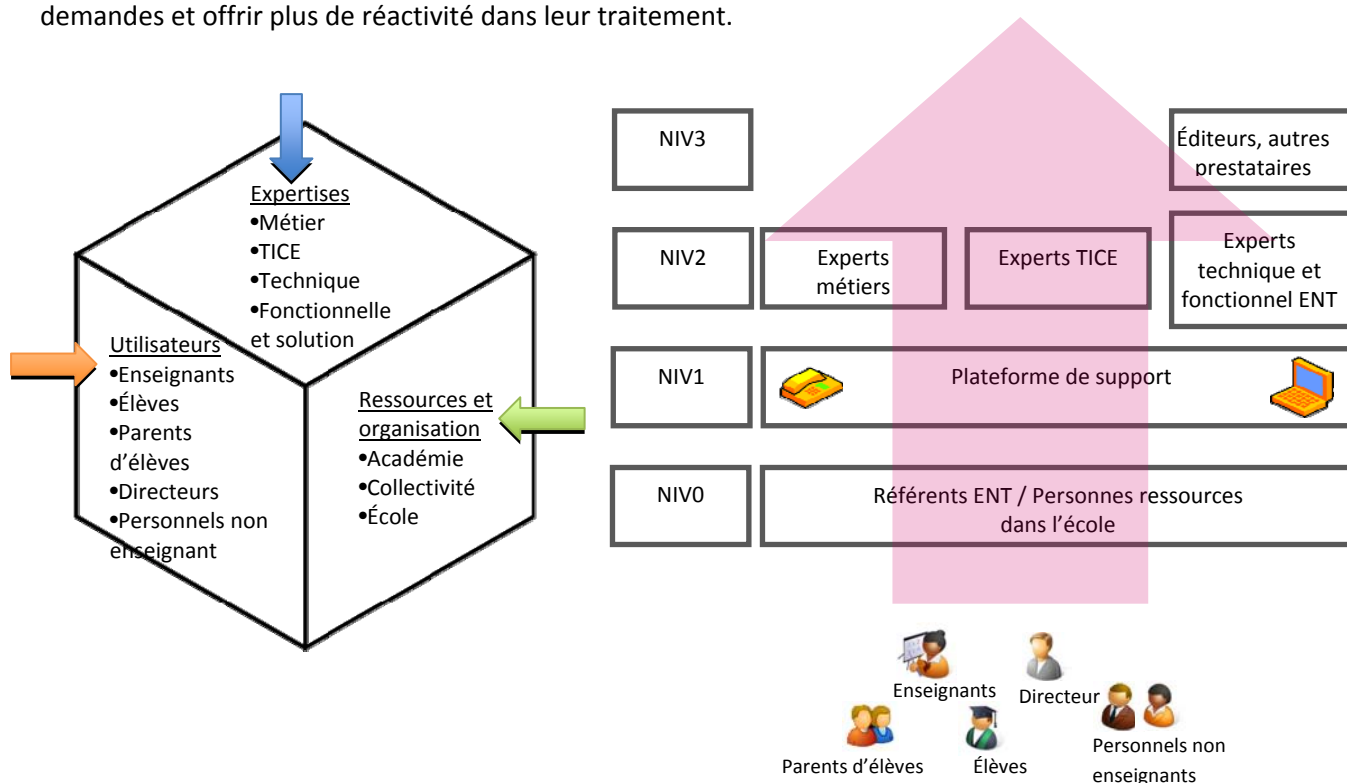 demandes et offrir plus de réactivité dans leur traitement.
Expertises
•Métier
•TICE
•Technique
•Fonctionnelle
et solution
Utilisateurs
•Enseignants
•Élèves
•Parents
d’élèves
•Directeurs
•Personnels non
enseignant
Ressources et
organisation
•Académie
•Collectivité
•École
NIV3
Éditeurs, autres
prestataires
NIV2
Experts
métiers
Experts TICE
Experts
technique et
fonctionnel ENT
NIV1
Plateforme de support
NIV0
Référents ENT / Personnes ressources
dans l’école
Enseignants
Directeur
Parents d’élèves
Élèves
Personnels non
enseignants